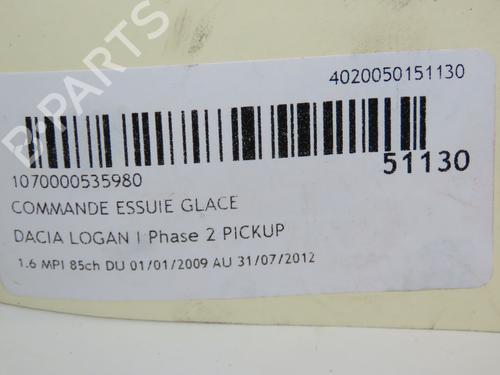 B-PARTS
4020050151130
51130
1070000535980
COMMANDE ESSUIE GLACE
DACIA LOGAN I Phase 2 PICKUP
1.6 MPI 85ch DU 01/01/2009 AU 31/07/2012